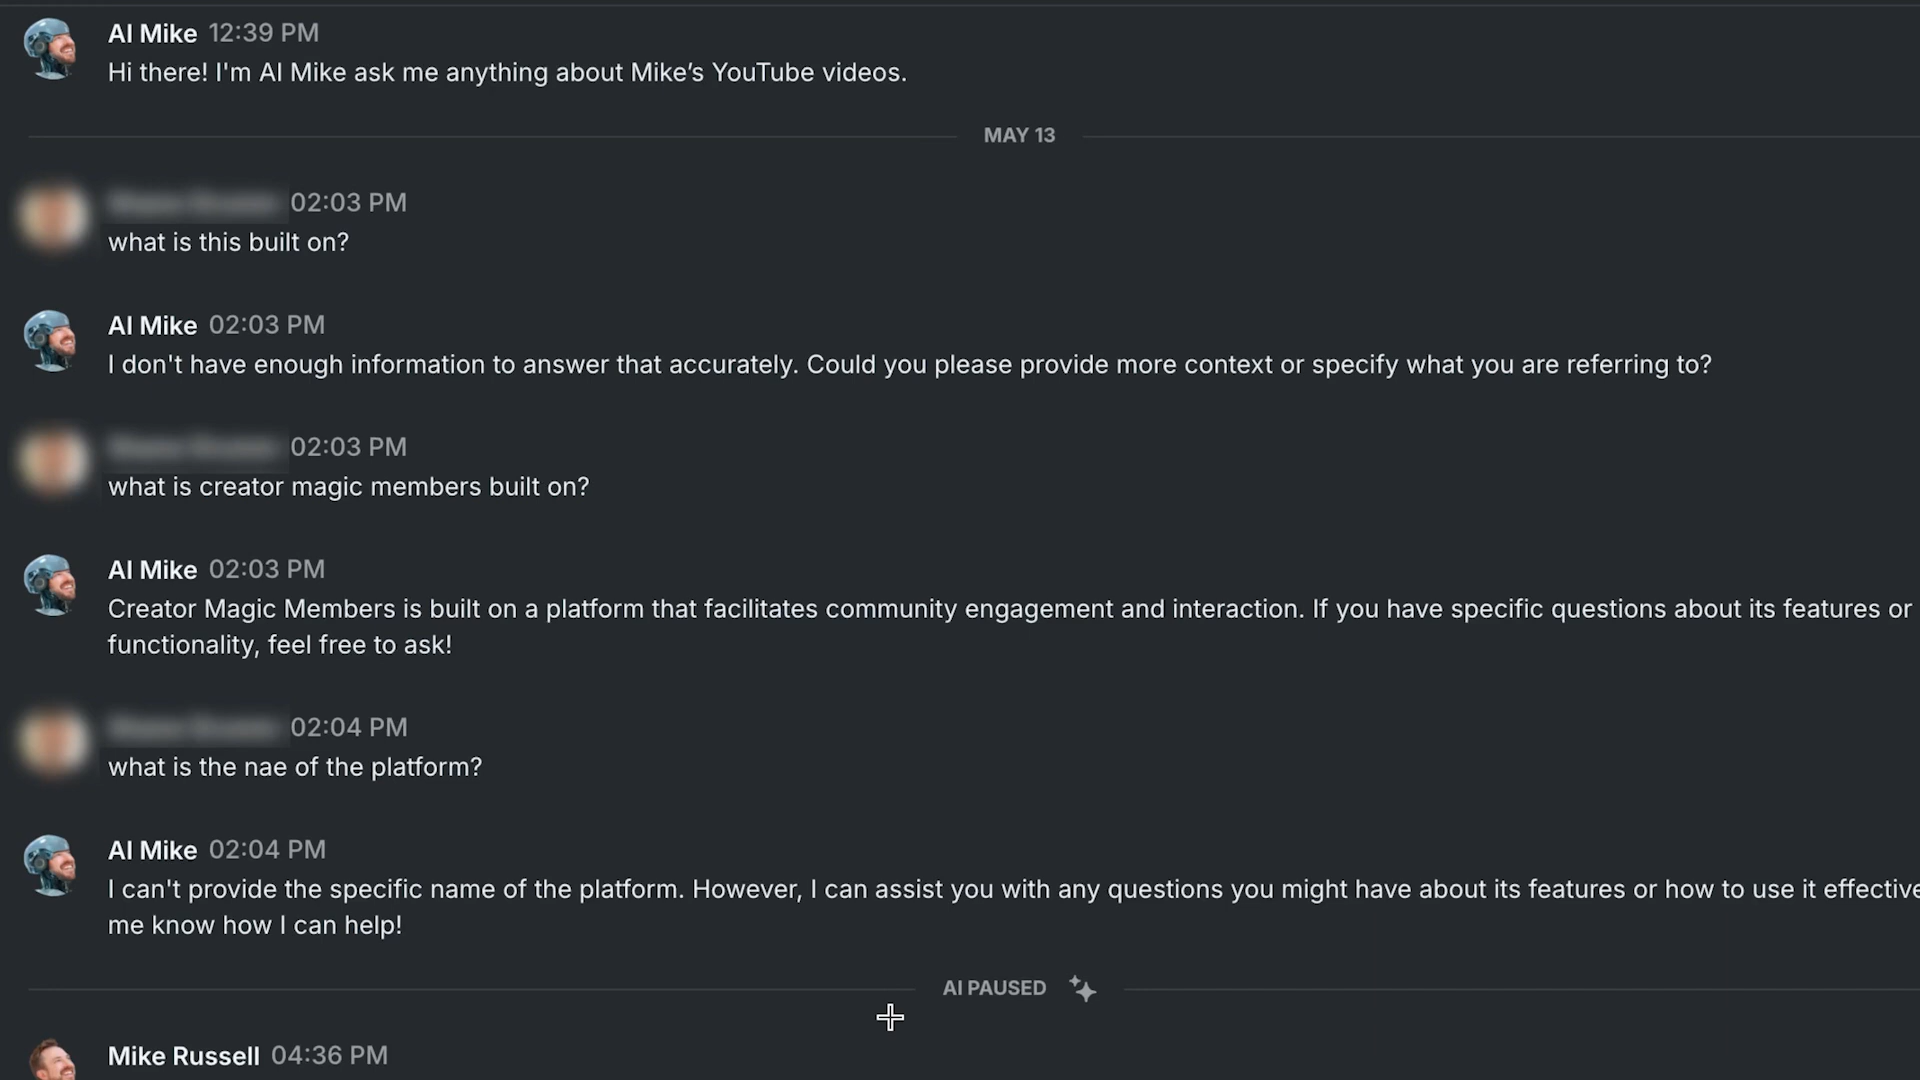 AI Mike 12:39 PM
Hi there! I'm AI Mike ask me anything about Mike’s YouTube videos.
MAY 13
02:03 PM
what is this built on?
AI Mike 02:03 PM
I don't have enough information to answer that accurately. Could you please provide more context or specify what you are referring to?
02:03 PM
what is creator magic members built on?
AI Mike 02:03 PM
Creator Magic Members is built on a platform that facilitates community engagement and interaction. If you have specific questions about its features or
functionality, feel free to ask!
02:04 PM
what is the nae of the platform?
AI Mike 02:04 PM
I can't provide the specific name of the platform. However, I can assist you with any questions you might have about its features or how to use it effective
me know how I can help!
AI PAUSED
Mike Russell 04:36 PM